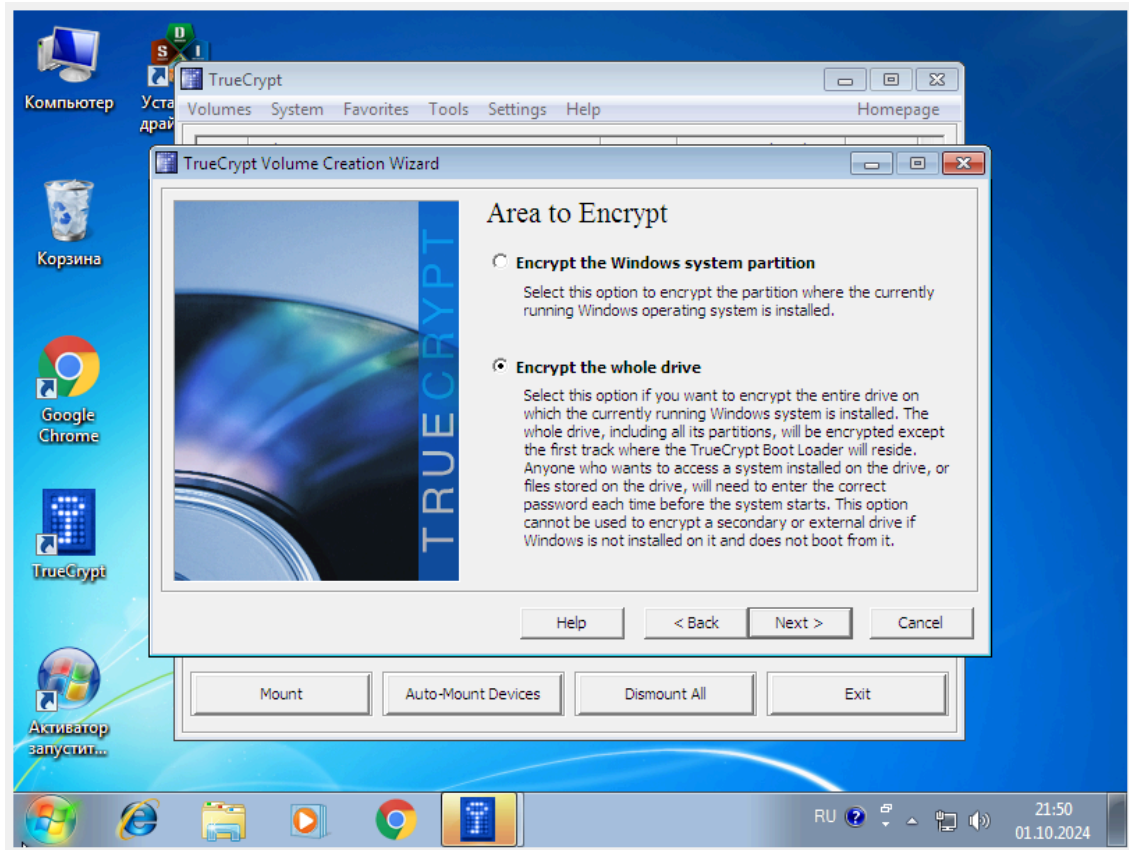 Компьютер
S D I
Уста
драй
TrueCrypt
Volumes System Favorites Tools Settings Help Homepage
TrueCrypt Volume Creation Wizard
Корзина
TRUECRYPT
Area to Encrypt
Encrypt the Windows system partition
Select this option to encrypt the partition where the currently
running Windows operating system is installed.
Encrypt the whole drive
Select this option if you want to encrypt the entire drive on
which the currently running Windows system is installed. The
whole drive, including all its partitions, will be encrypted except
the first track where the TrueCrypt Boot Loader will reside.
Anyone who wants to access a system installed on the drive, or
files stored on the drive, will need to enter the correct
password each time before the system starts. This option
cannot be used to encrypt a secondary or external drive if
Windows is not installed on it and does not boot from it.
Google
Chrome
TrueCrypt
Help < Back Next > Cancel
Mount Auto-Mount Devices Dismount All Exit
Активатор
запустит...
RU
21:50
01.10.2024